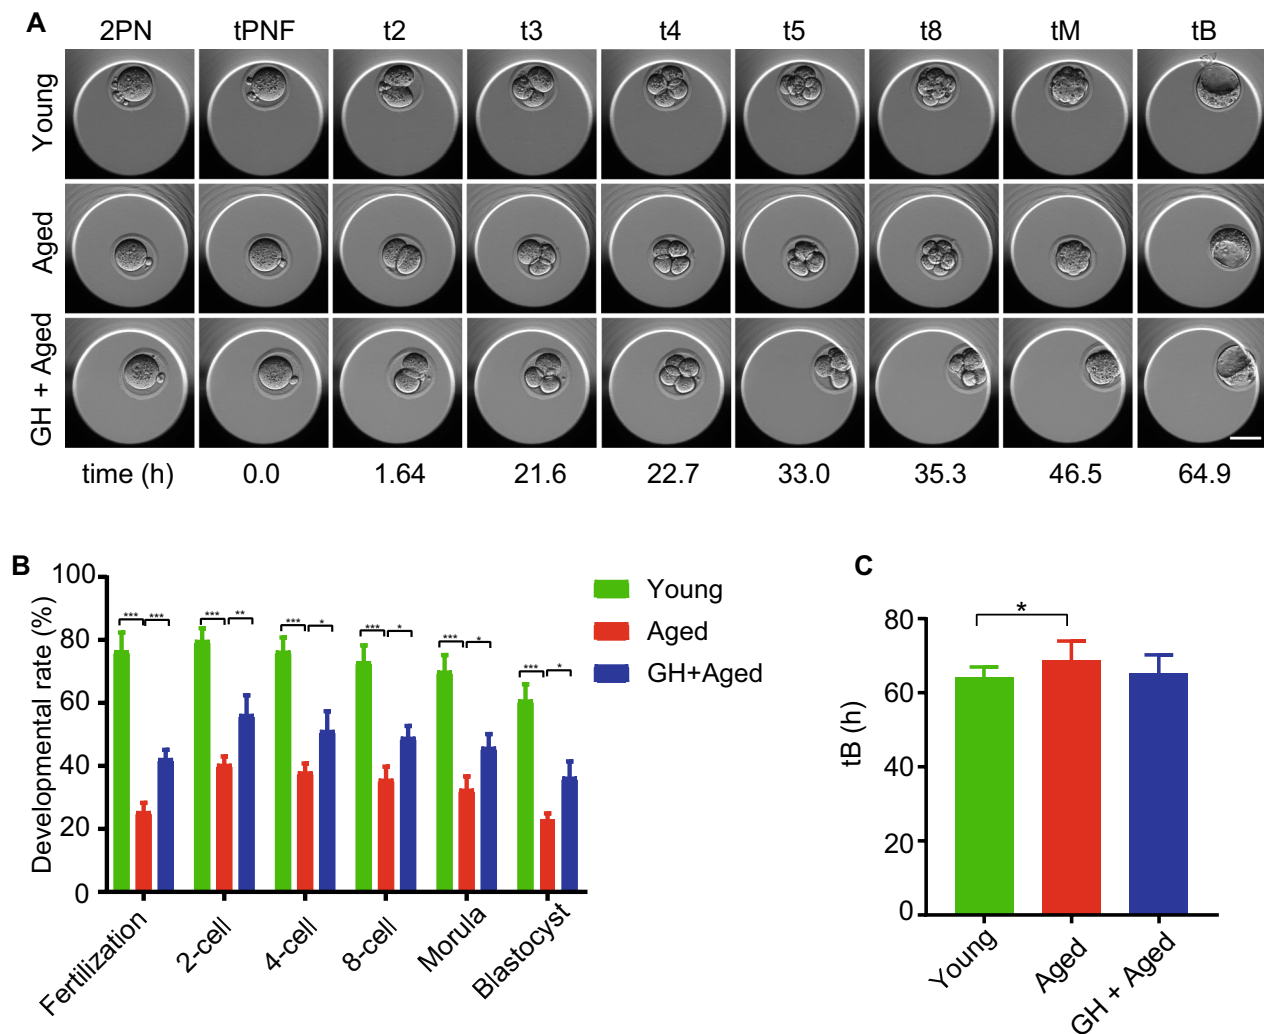 A
2PN tPNF t2 t3 t4 t5 t8 tM tB
Young
Aged
GH + Aged
time (h) 0.0 1.64 21.6 22.7 33.0 35.3 46.5 64.9
B
Developmental rate (%)
100
80
60
40
20
0
*** ***
*** **
*** *
*** *
*** *
*** *
Fertilization
2-cell
4-cell
8-cell
Morula
Blastocyst
Young
Aged
GH+Aged
C
tB (h)
80
60
40
20
0
*
Young
Aged
GH + Aged